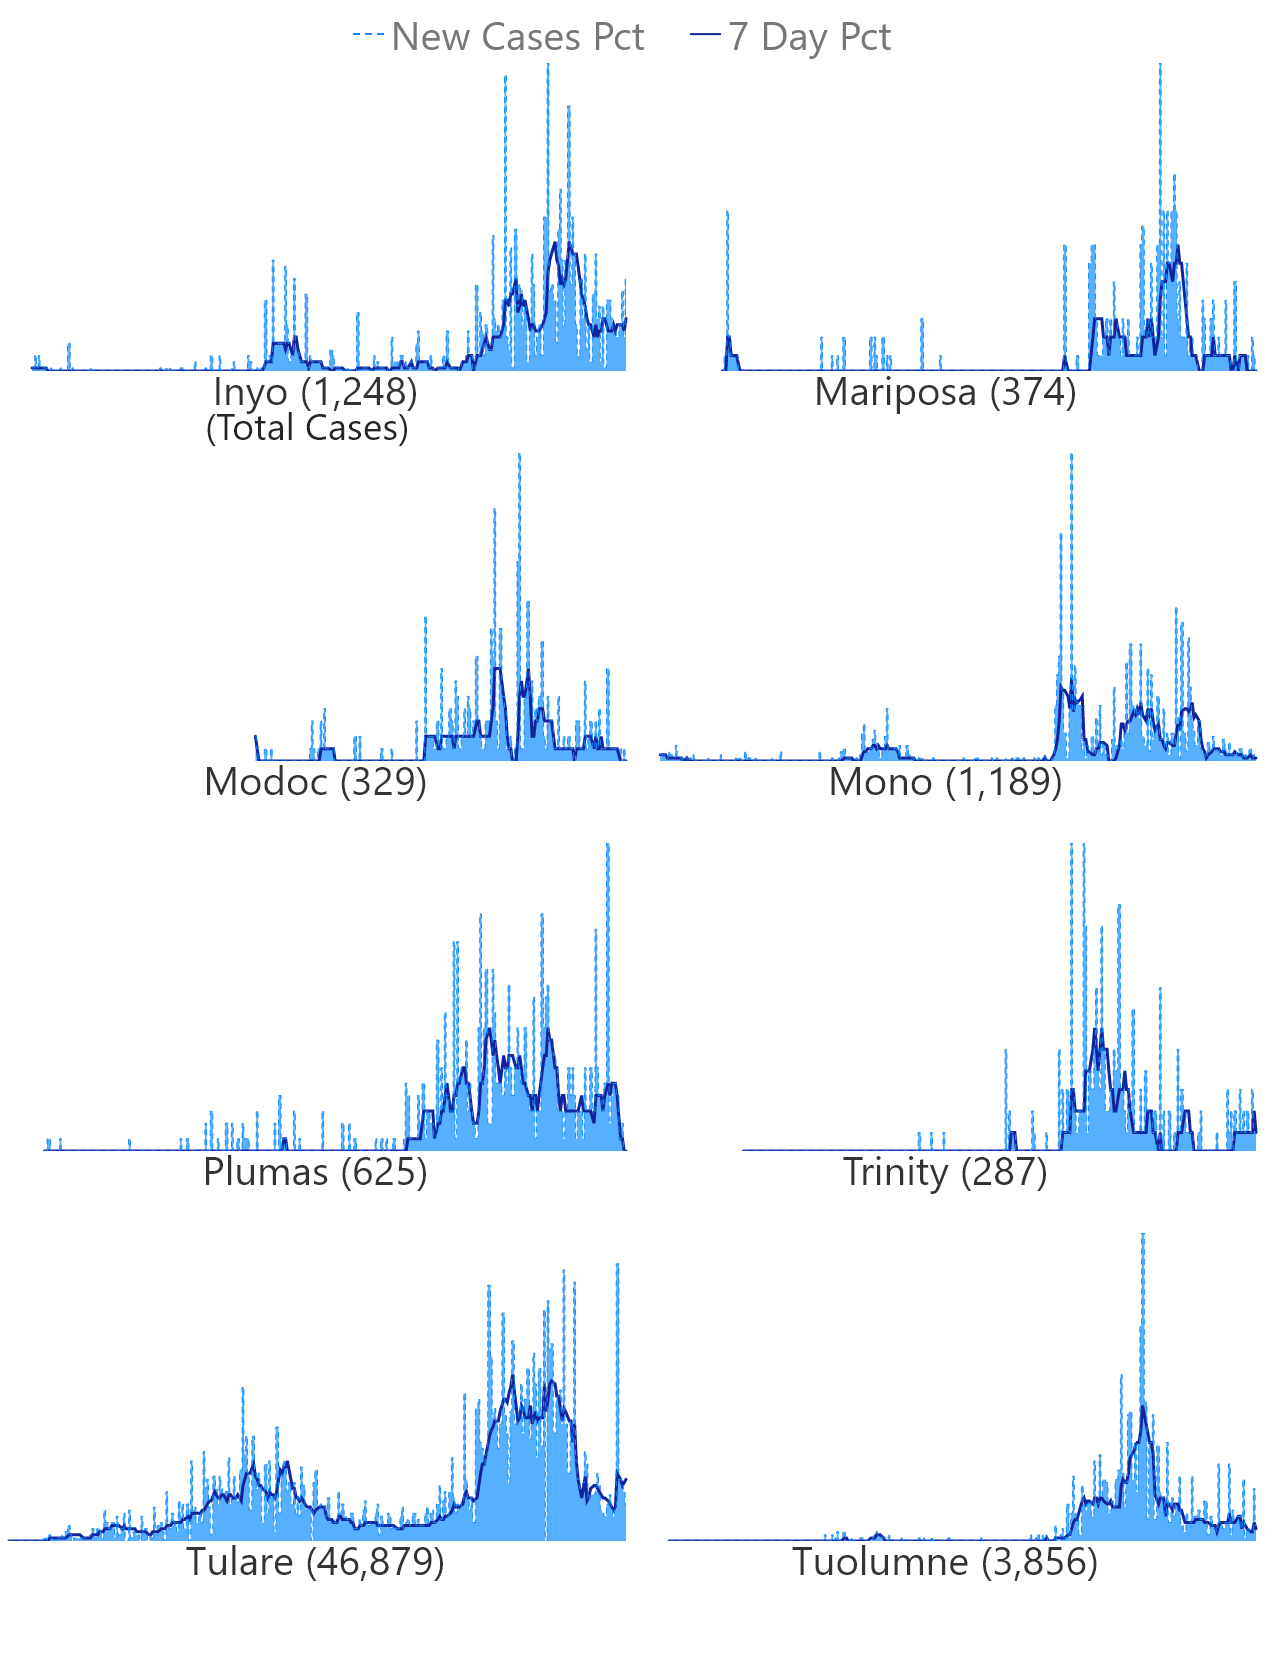 New Cases Pct 7 Day Pct
Inyo (1,248) Mariposa (374)
(Total Cases)
Modoc (329) Mono (1,189)
Plumas (625) Trinity (287)
Tulare (46,879) Tuolumne (3,856)